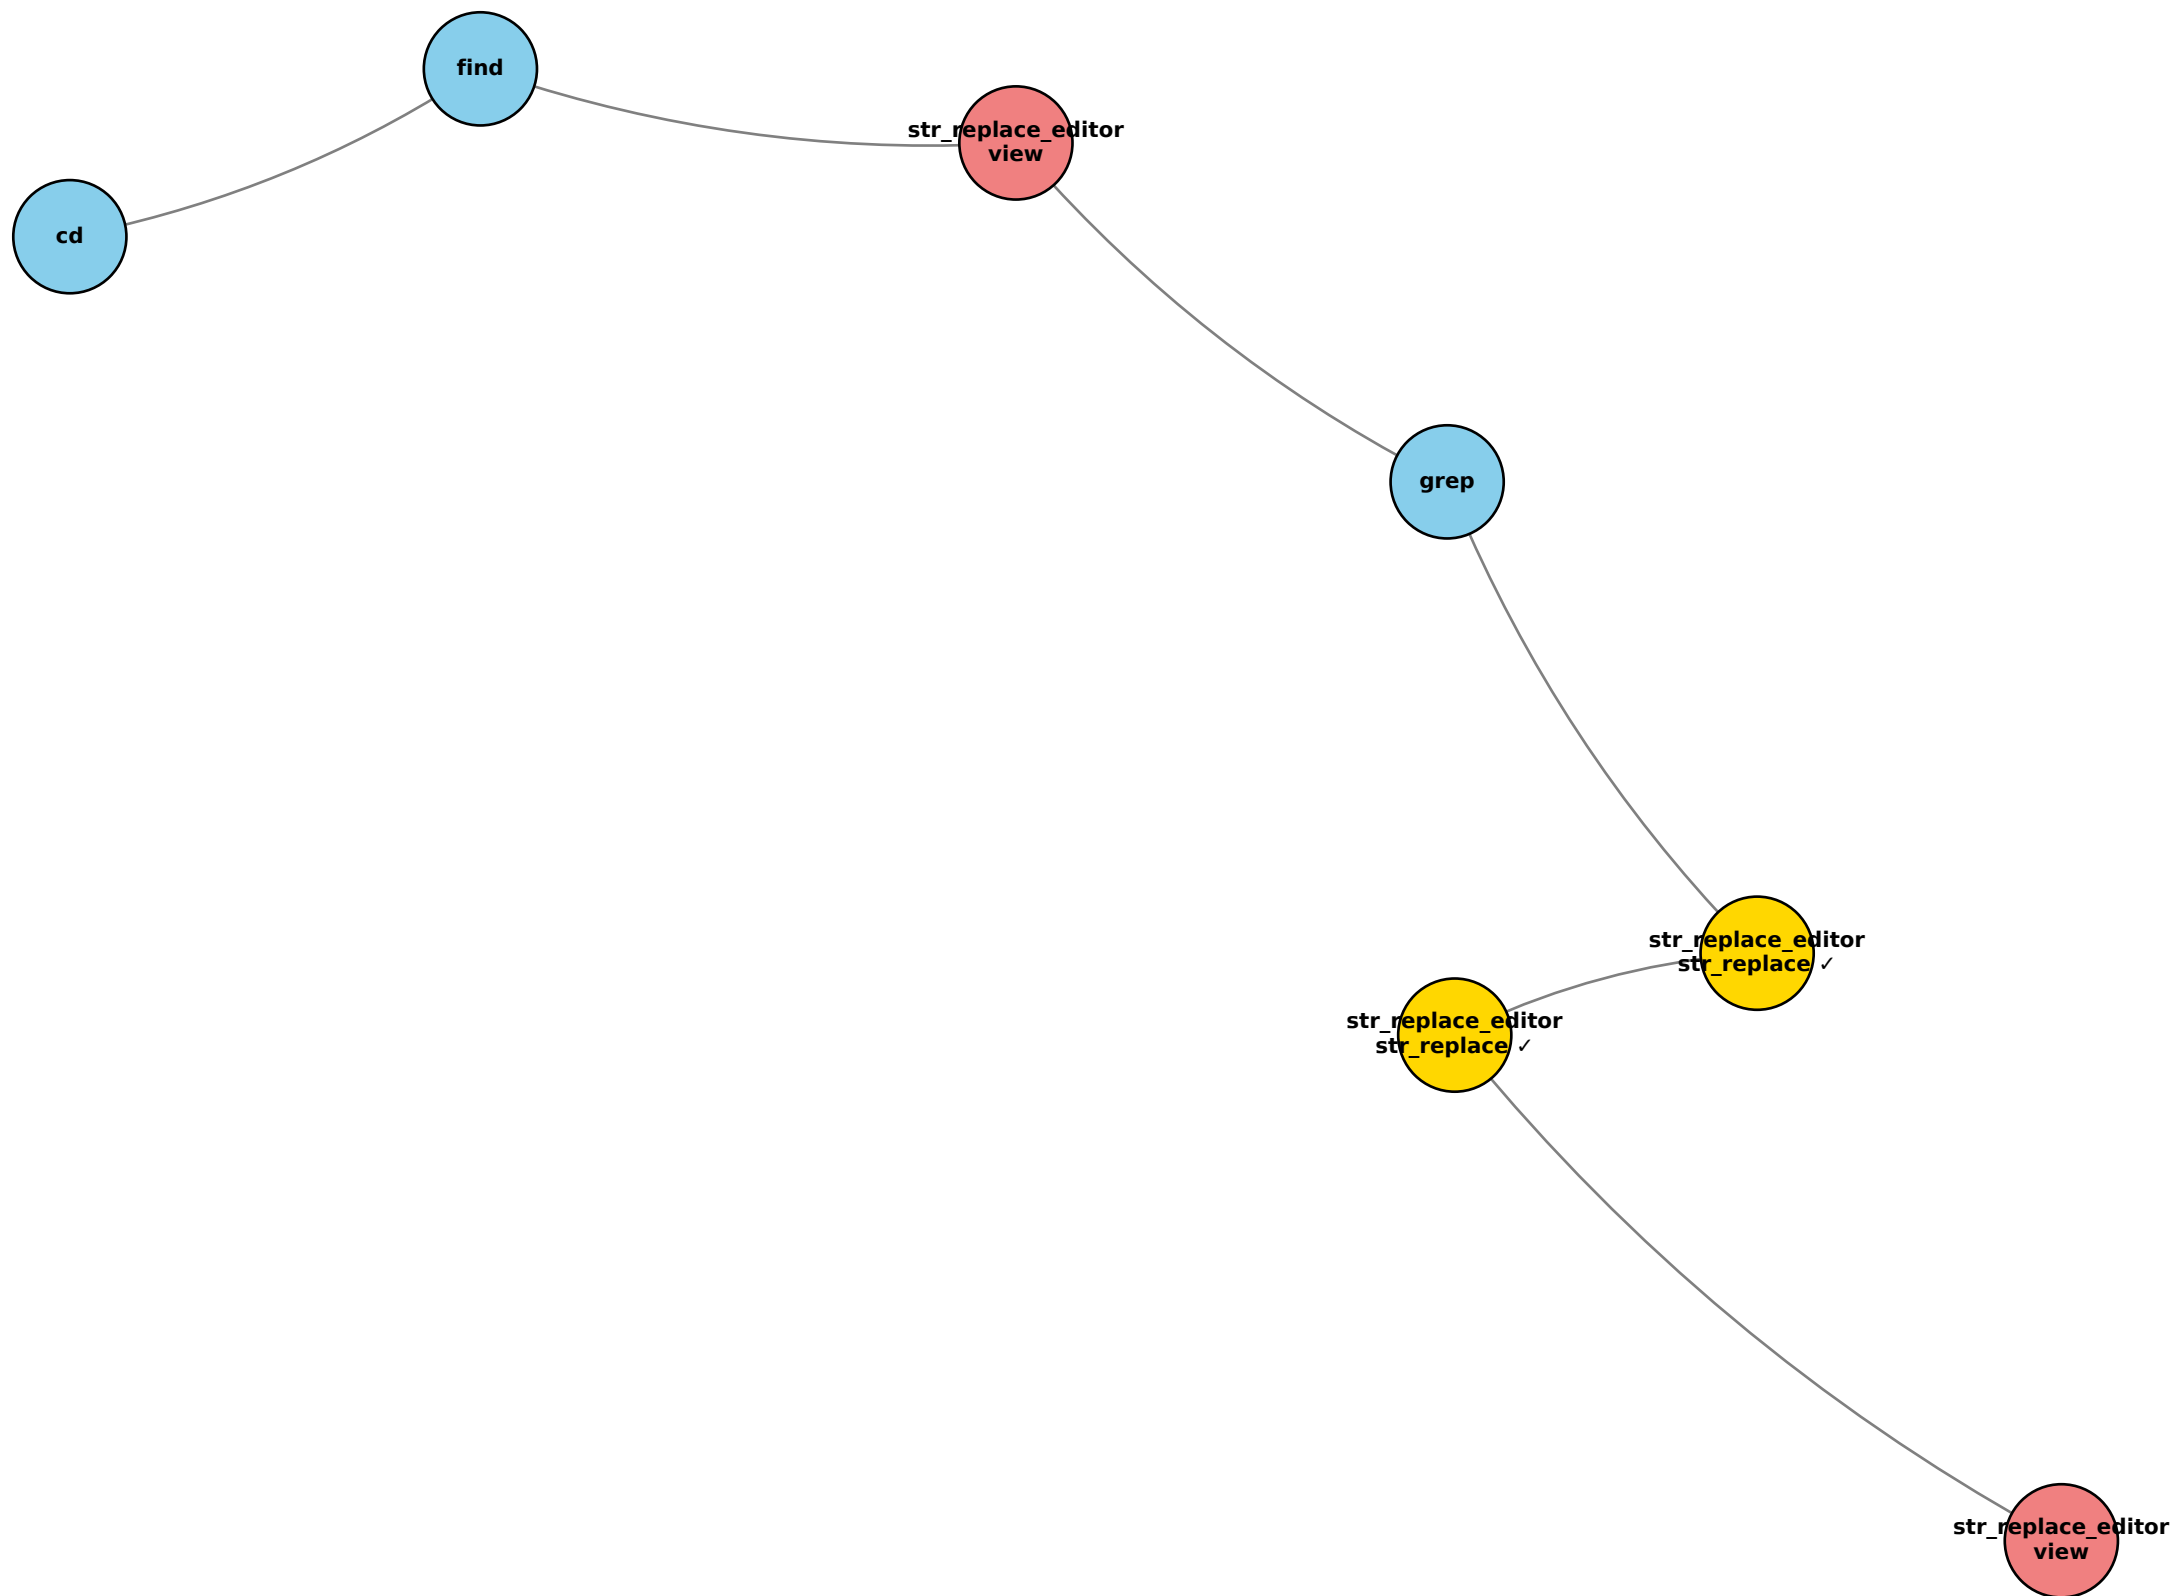 find
str_replace_editor
view
cd
grep
str_replace_editor
str_replace ✓
str_replace_editor
str_replace ✓
str_replace_editor
view